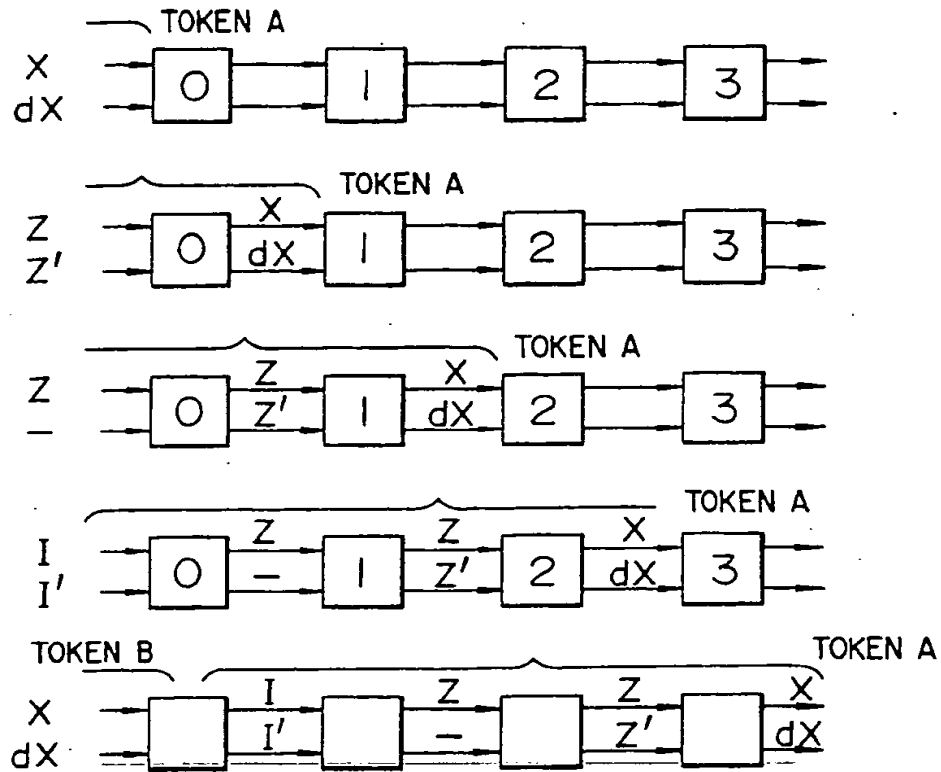 TOKEN A
X
dX
0 1 2 3
TOKEN A
Z X
Z' dX
0 1 2 3
TOKEN A
Z Z X
— Z' dX
0 1 2 3
TOKEN A
I Z Z X
I' — Z' dX
0 1 2 3
TOKEN B TOKEN A
X I Z Z X
dX I' — Z' dX